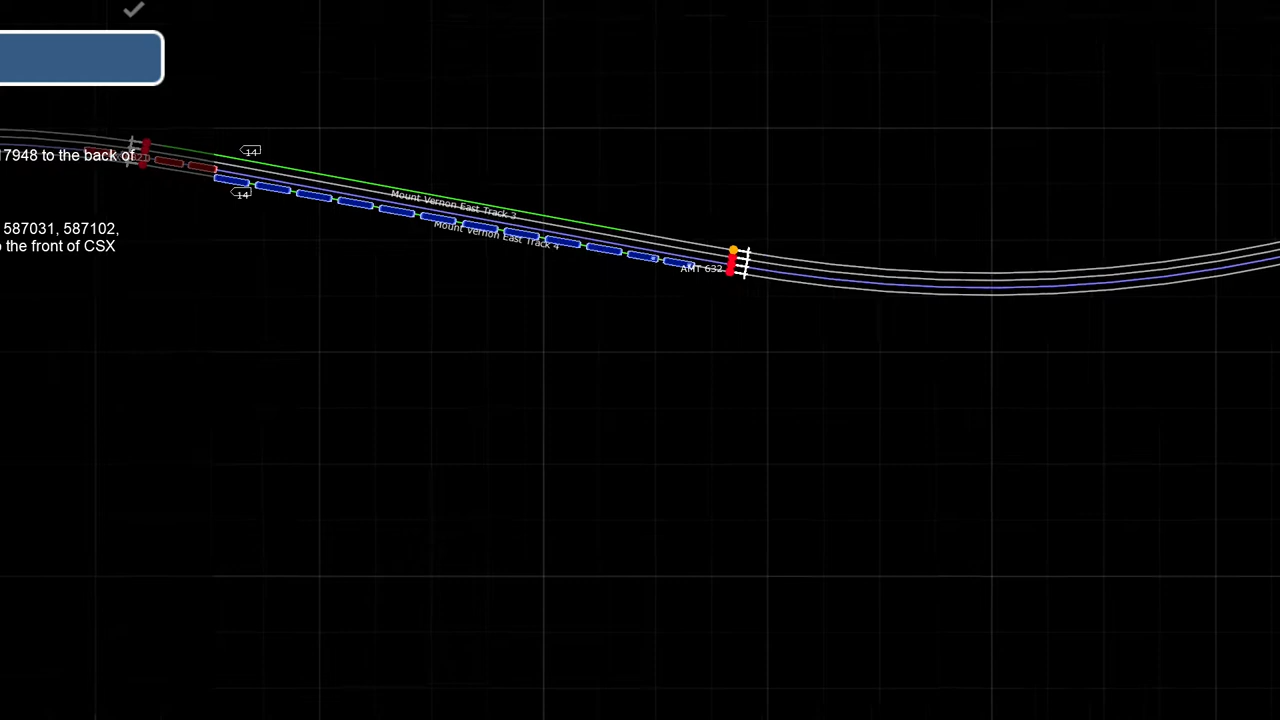 14
17948 to the back of
14
Mount Vernon East Track 3
587031, 587102,
Mount Vernon East Track 4
o the front of CSX
AMT 632